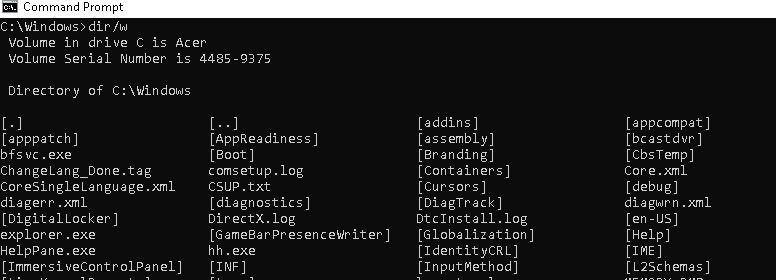 Command Prompt
C:\Windows>dir/w
Volume in drive C is Acer
Volume Serial Number is 4485-9375
Directory of C:\Windows
[.] [..] [addins] [appcompat]
[apppatch] [AppReadiness] [assembly] [bcastdvr]
bfsvc.exe [Boot] [Branding] [CbsTemp]
ChangeLang_Done.tag comsetup.log [Containers] Core.xml
CoreSingleLanguage.xml CSUP.txt [Cursors] [debug]
diagerr.xml [diagnostics] [DiagTrack] diagwrn.xml
[DigitalLocker] DirectX.log DtcInstall.log [en-US]
explorer.exe [GameBarPresenceWriter] [Globalization] [Help]
HelpPane.exe hh.exe [IdentityCRL] [IME]
[ImmersiveControlPanel] [INF] [InputMethod] [L2Schemas]